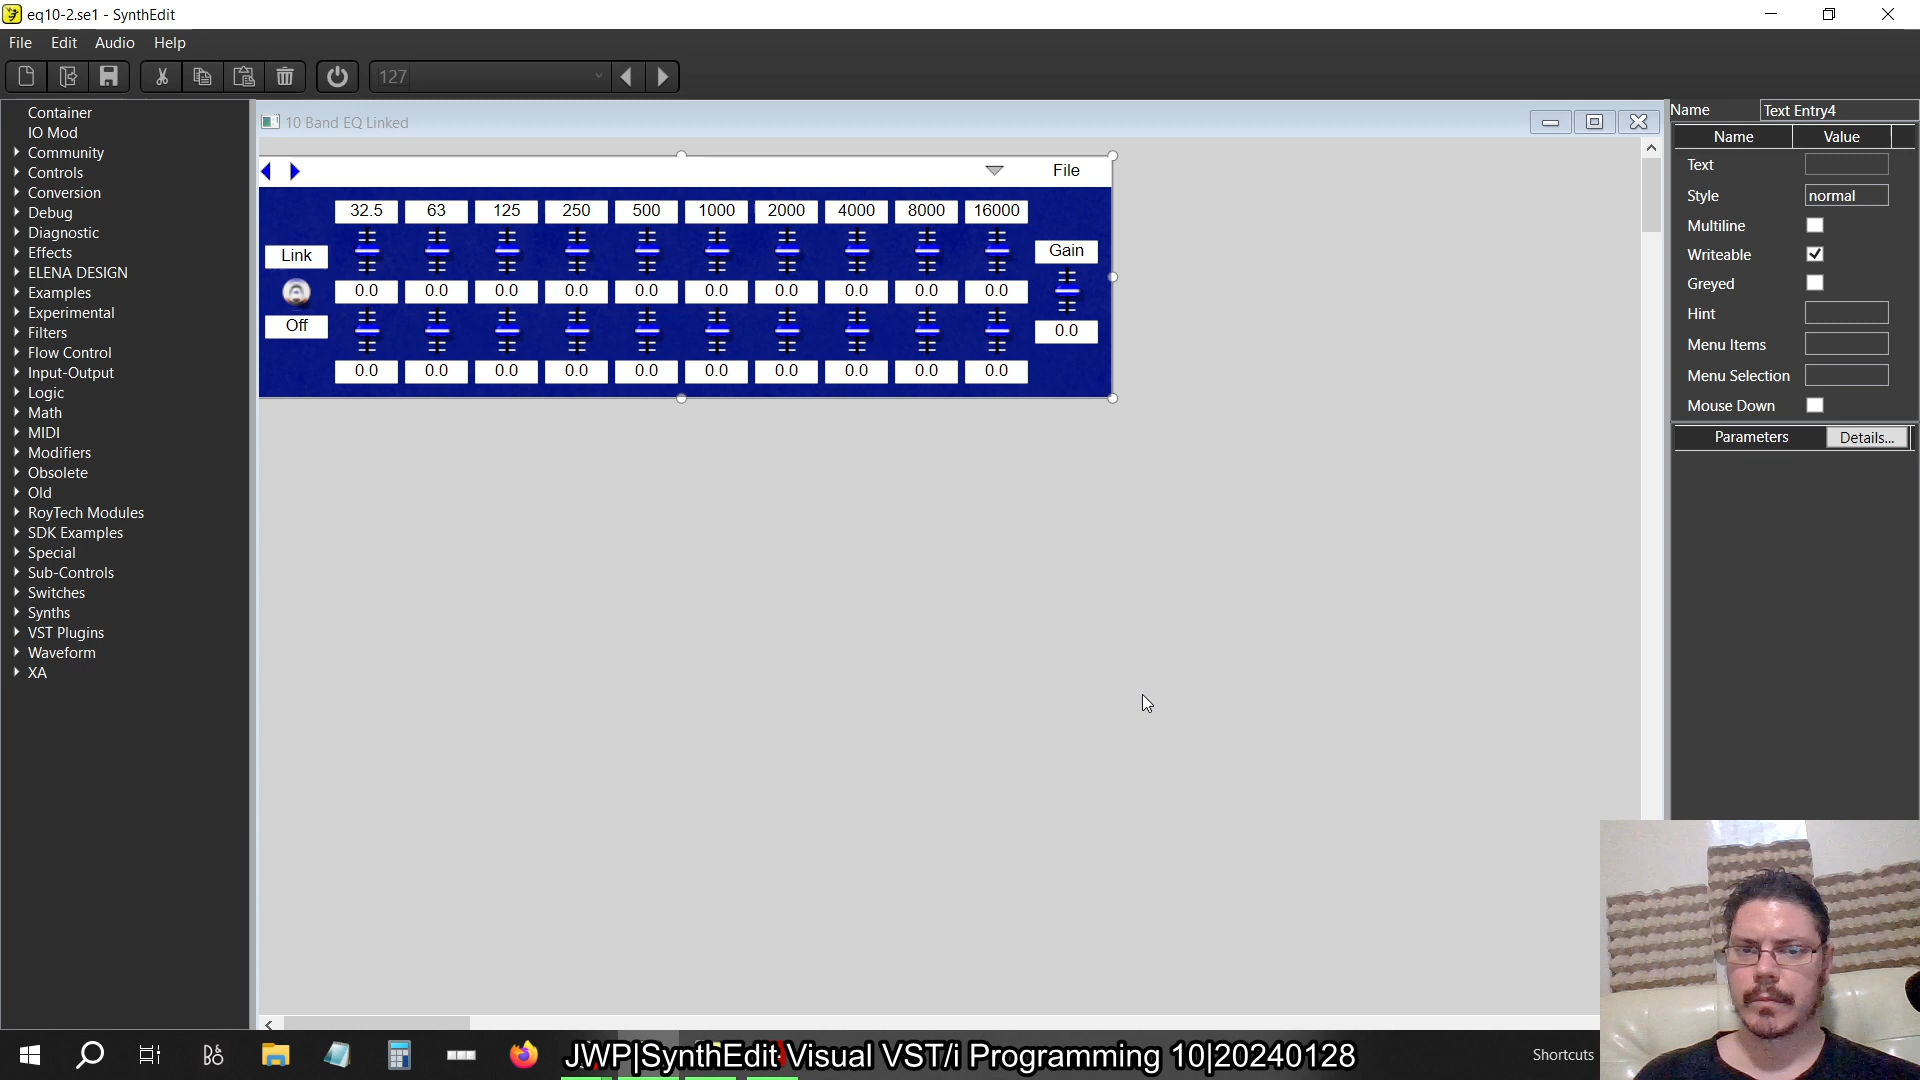 eq10-2.se1 - SynthEdit
File Edit Audio Help
127
Container
IO Mod
Community
Controls
Conversion
Debug
Diagnostic
Effects
ELENA DESIGN
Examples
Experimental
Filters
Flow Control
Input-Output
Logic
Math
MIDI
Modifiers
Obsolete
Old
RoyTech Modules
SDK Examples
Special
Sub-Controls
Switches
Synths
VST Plugins
Waveform
XA
10 Band EQ Linked
File
32.5 63 125 250 500 1000 2000 4000 8000 16000
Link
Gain
0.0 0.0 0.0 0.0 0.0 0.0 0.0 0.0 0.0 0.0
Off
0.0
0.0 0.0 0.0 0.0 0.0 0.0 0.0 0.0 0.0 0.0
Name Text Entry4
Name Value
Text
Style normal
Multiline
Writeable
Greyed
Hint
Menu Items
Menu Selection
Mouse Down
Parameters Details...
JWP|SynthEdit Visual VST/i Programming 10|20240128
Shortcuts